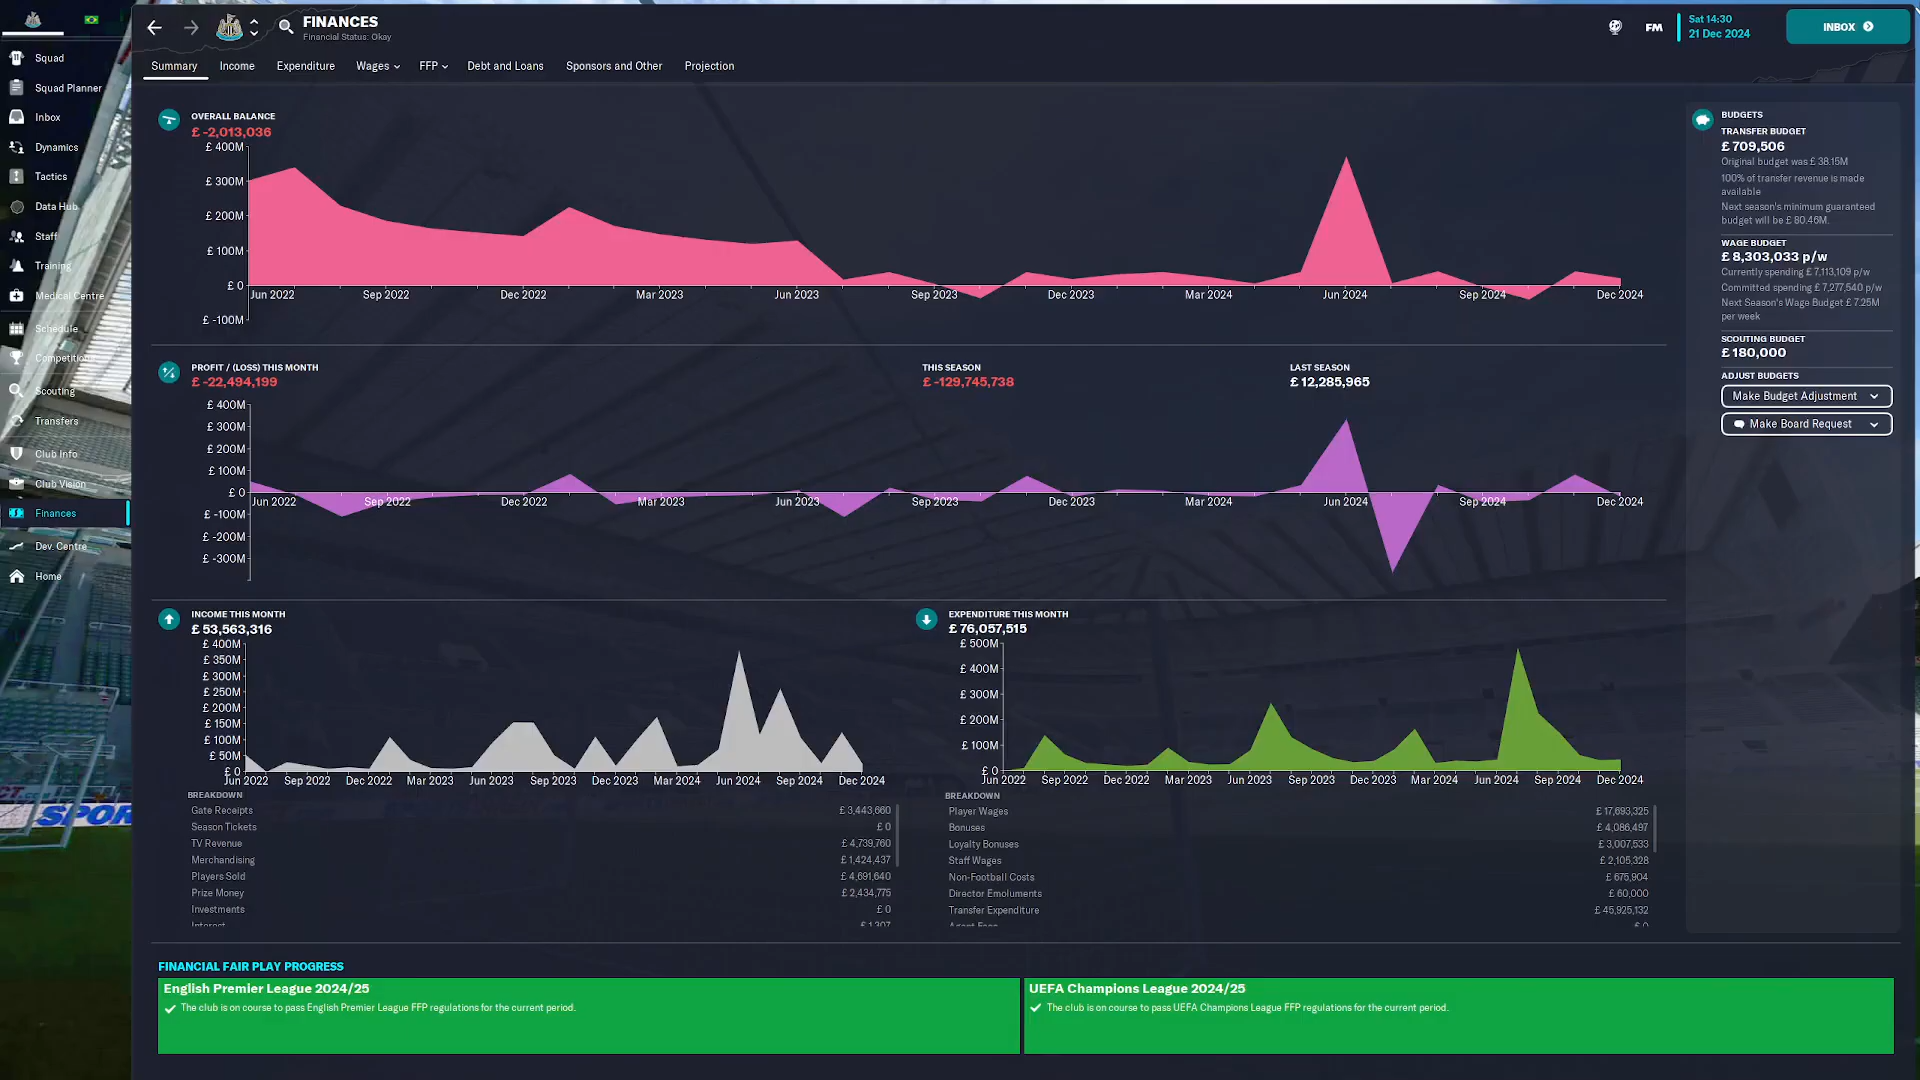 FINANCES
Financial Status: Okay
Sat 14:30
21 Dec 2024
FM
INBOX
Squad
Squad Planner
Inbox
Dynamics
Tactics
Data Hub
Staff
Training
Medical Centre
Schedule
Competitions
Scouting
Transfers
Club Info
Club Vision
Finances
Dev. Centre
Home
Summary
Income
Expenditure
Wages
FFP
Debt and Loans
Sponsors and Other
Projection
OVERALL BALANCE
£ -2,013,036
£ 400M
£ 300M
£ 200M
£ 100M
£ 0
£ -100M
Jun 2022 Sep 2022 Dec 2022 Mar 2023 Jun 2023 Sep 2023 Dec 2023 Mar 2024 Jun 2024 Sep 2024 Dec 2024
PROFIT / (LOSS) THIS MONTH
£ -22,494,199
THIS SEASON
£ -129,745,738
LAST SEASON
£ 12,285,965
£ 400M
£ 300M
£ 200M
£ 100M
£ 0
£ -100M
£ -200M
£ -300M
Jun 2022 Sep 2022 Dec 2022 Mar 2023 Jun 2023 Sep 2023 Dec 2023 Mar 2024 Jun 2024 Sep 2024 Dec 2024
INCOME THIS MONTH
£ 53,563,316
£ 400M
£ 350M
£ 300M
£ 250M
£ 200M
£ 150M
£ 100M
£ 50M
£ 0
Jun 2022 Sep 2022 Dec 2022 Mar 2023 Jun 2023 Sep 2023 Dec 2023 Mar 2024 Jun 2024 Sep 2024 Dec 2024
BREAKDOWN
Gate Receipts £ 3,443,660
Season Tickets £ 0
TV Revenue £ 4,739,760
Merchandising £ 1,424,437
Players Sold £ 4,691,640
Prize Money £ 2,434,775
Investments £ 0
Interest £ 1,307
EXPENDITURE THIS MONTH
£ 76,057,515
£ 500M
£ 400M
£ 300M
£ 200M
£ 100M
£ 0
Jun 2022 Sep 2022 Dec 2022 Mar 2023 Jun 2023 Sep 2023 Dec 2023 Mar 2024 Jun 2024 Sep 2024 Dec 2024
BREAKDOWN
Player Wages £ 17,693,325
Bonuses £ 4,086,497
Loyalty Bonuses £ 3,007,533
Staff Wages £ 2,105,328
Non-Football Costs £ 675,904
Director Emoluments £ 60,000
Transfer Expenditure £ 45,925,132
Agent Fees £ 0
BUDGETS
TRANSFER BUDGET
£ 709,506
Original budget was £ 38.15M
100% of transfer revenue is made
available
Next season's minimum guaranteed
budget will be £ 80.46M.
WAGE BUDGET
£ 8,303,033 p/w
Currently spending £ 7,113,109 p/w
Committed spending £ 7,277,540 p/w
Next Season's Wage Budget £ 7.25M
per week
SCOUTING BUDGET
£ 180,000
ADJUST BUDGETS
Make Budget Adjustment
Make Board Request
FINANCIAL FAIR PLAY PROGRESS
English Premier League 2024/25
The club is on course to pass English Premier League FFP regulations for the current period.
UEFA Champions League 2024/25
The club is on course to pass UEFA Champions League FFP regulations for the current period.